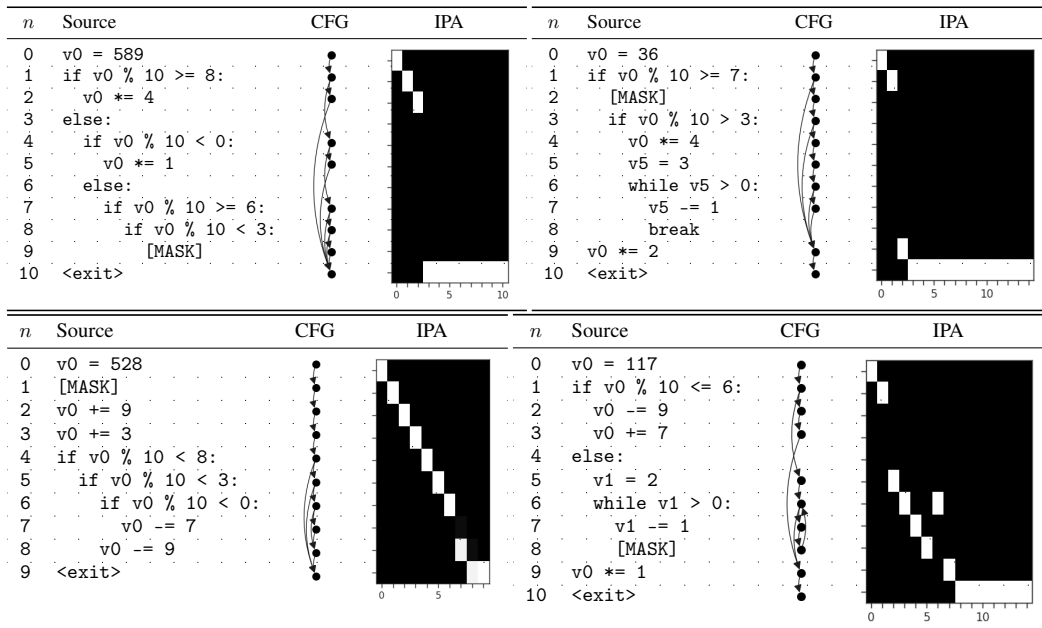 n Source CFG IPA
0 v0 = 589
1 if v0 % 10 >= 8:
2 v0 *= 4
3 else:
4 if v0 % 10 < 0:
5 v0 *= 1
6 else:
7 if v0 % 10 >= 6:
8 if v0 % 10 < 3:
9 [MASK]
10 <exit>
0 5 10
n Source CFG IPA
0 v0 = 36
1 if v0 % 10 >= 7:
2 [MASK]
3 if v0 % 10 > 3:
4 v0 *= 4
5 v5 = 3
6 while v5 > 0:
7 v5 -= 1
8 break
9 v0 *= 2
10 <exit>
0 5 10
n Source CFG IPA
0 v0 = 528
1 [MASK]
2 v0 += 9
3 v0 += 3
4 if v0 % 10 < 8:
5 if v0 % 10 < 3:
6 if v0 % 10 < 0:
7 v0 -= 7
8 v0 -= 9
9 <exit>
0 5
n Source CFG IPA
0 v0 = 117
1 if v0 % 10 <= 6:
2 v0 -= 9
3 v0 += 7
4 else:
5 v1 = 2
6 while v1 > 0:
7 v1 -= 1
8 [MASK]
9 v0 *= 1
10 <exit>
0 5 10